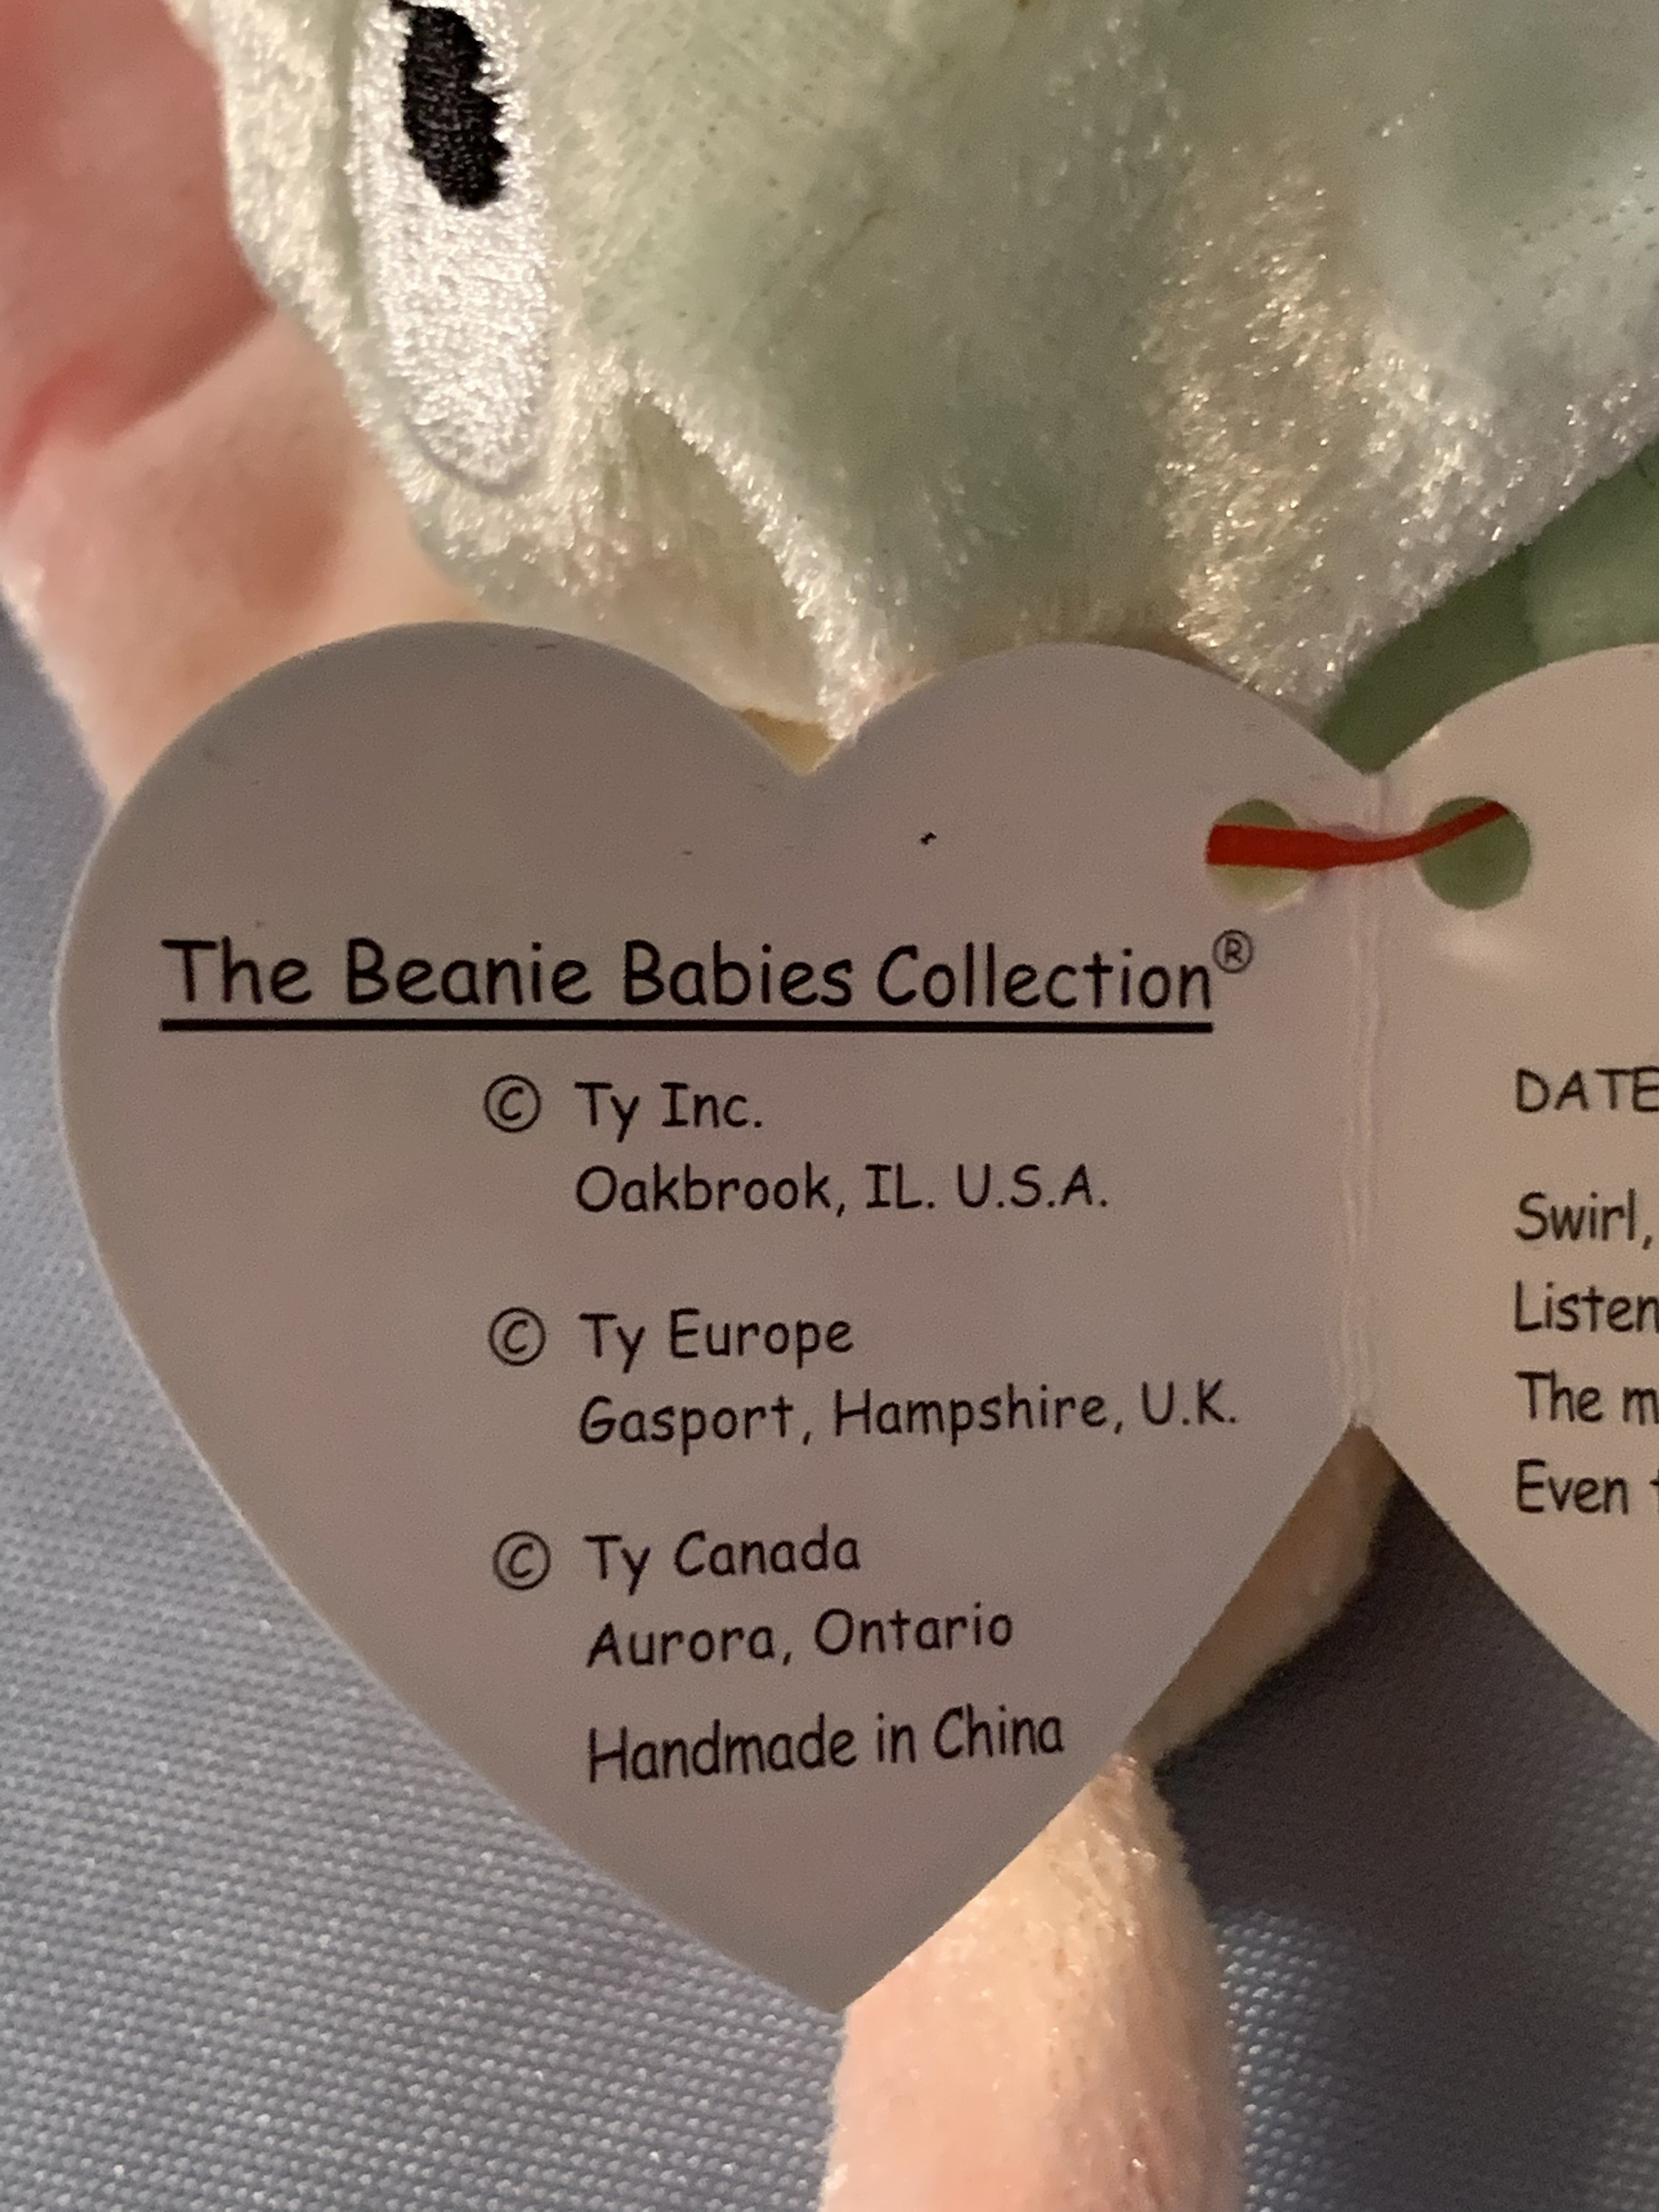 The Beanie Babies Collection®
© Ty Inc.
Oakbrook, IL. U.S.A.
© Ty Europe
Gasport, Hampshire, U.K.
© Ty Canada
Aurora, Ontario
Handmade in China
DATE
Swirl,
Listen
The m
Even